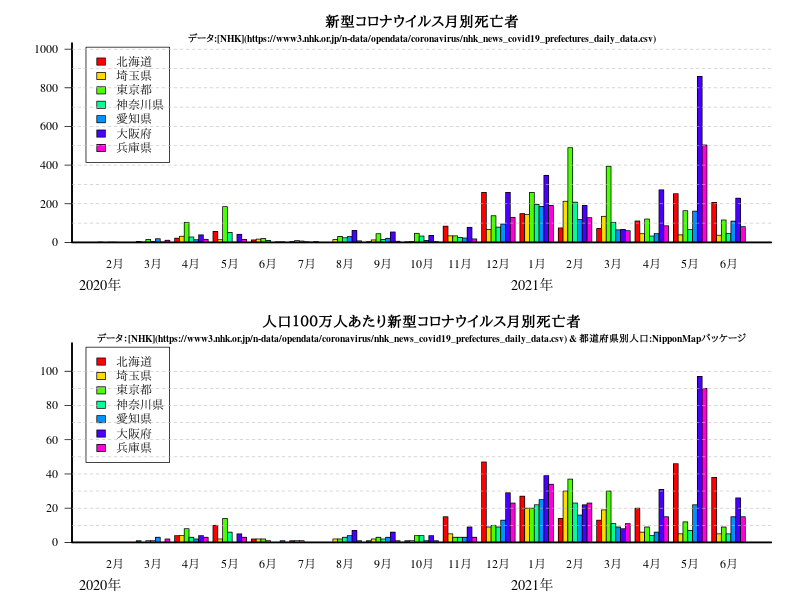 新型コロナウイルス月別死亡者
データ:[NHK](https://www3.nhk.or.jp/n-data/opendata/coronavirus/nhk_news_covid19_prefectures_daily_data.csv)
1000
800
600
400
200
0
北海道
埼玉県
東京都
神奈川県
愛知県
大阪府
兵庫県
2月 3月 4月 5月 6月 7月 8月 9月 10月 11月 12月 1月 2月 3月 4月 5月 6月
2020年 2021年
人口100万人あたり新型コロナウイルス月別死亡者
データ:[NHK](https://www3.nhk.or.jp/n-data/opendata/coronavirus/nhk_news_covid19_prefectures_daily_data.csv) & 都道府県別人口:NipponMapパッケージ
100
80
60
40
20
0
北海道
埼玉県
東京都
神奈川県
愛知県
大阪府
兵庫県
2月 3月 4月 5月 6月 7月 8月 9月 10月 11月 12月 1月 2月 3月 4月 5月 6月
2020年 2021年